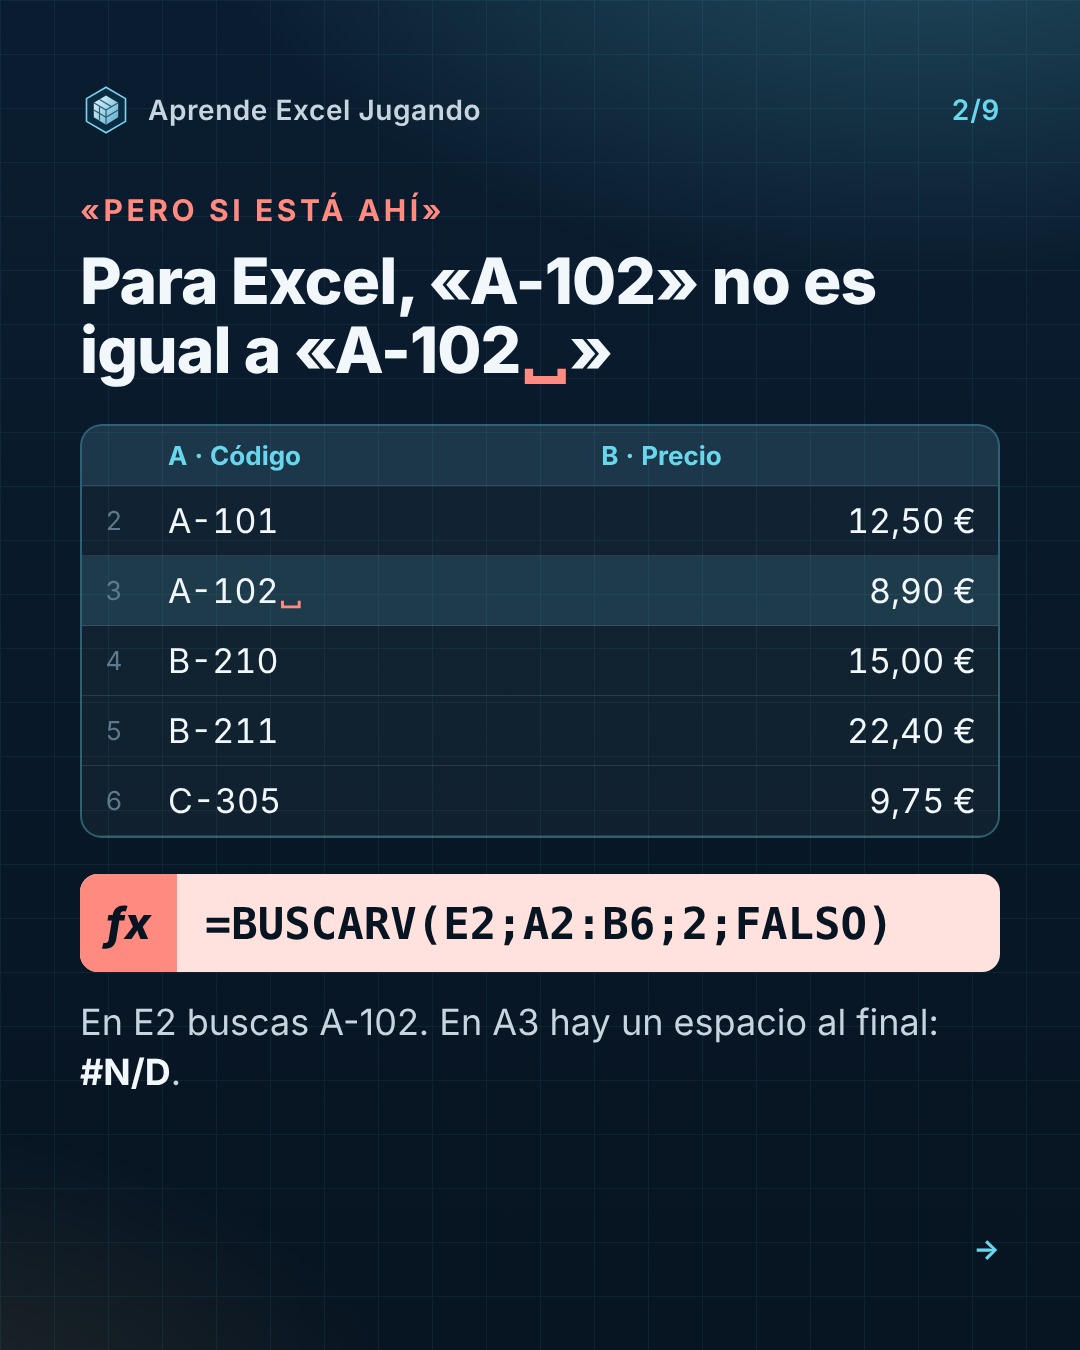 Aprende Excel Jugando
2/9
«PERO SI ESTÁ AHÍ»
Para Excel, «A-102» no es
igual a «A-102␣»
A · Código B · Precio
2 A-101 12,50 €
3 A-102␣ 8,90 €
4 B-210 15,00 €
5 B-211 22,40 €
6 C-305 9,75 €
fx =BUSCARV(E2;A2:B6;2;FALSO)
En E2 buscas A-102. En A3 hay un espacio al final:
#N/D.
→